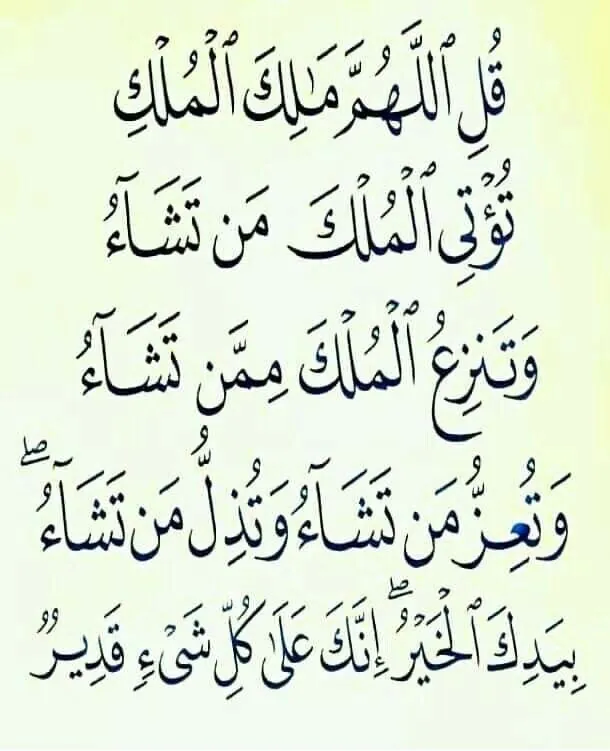 قُلِ ٱللَّهُمَّ مَٰلِكَ ٱلْمُلْكِ
تُؤْتِى ٱلْمُلْكَ مَن تَشَآءُ
وَتَنزِعُ ٱلْمُلْكَ مِمَّن تَشَآءُ
وَتُعِزُّ مَن تَشَآءُ وَتُذِلُّ مَن تَشَآءُ ۖ
بِيَدِكَ ٱلْخَيْرُ ۖ إِنَّكَ عَلَىٰ كُلِّ شَىْءٍ قَدِيرٌ